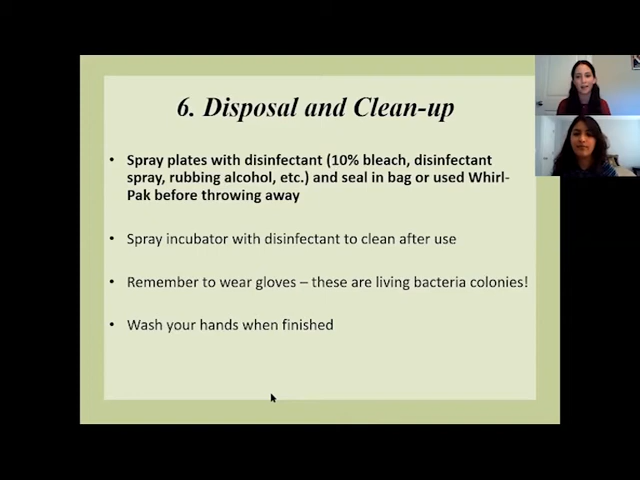 6. Disposal and Clean-up
• Spray plates with disinfectant (10% bleach, disinfectant
spray, rubbing alcohol, etc.) and seal in bag or used Whirl-
Pak before throwing away
• Spray incubator with disinfectant to clean after use
• Remember to wear gloves – these are living bacteria colonies!
• Wash your hands when finished